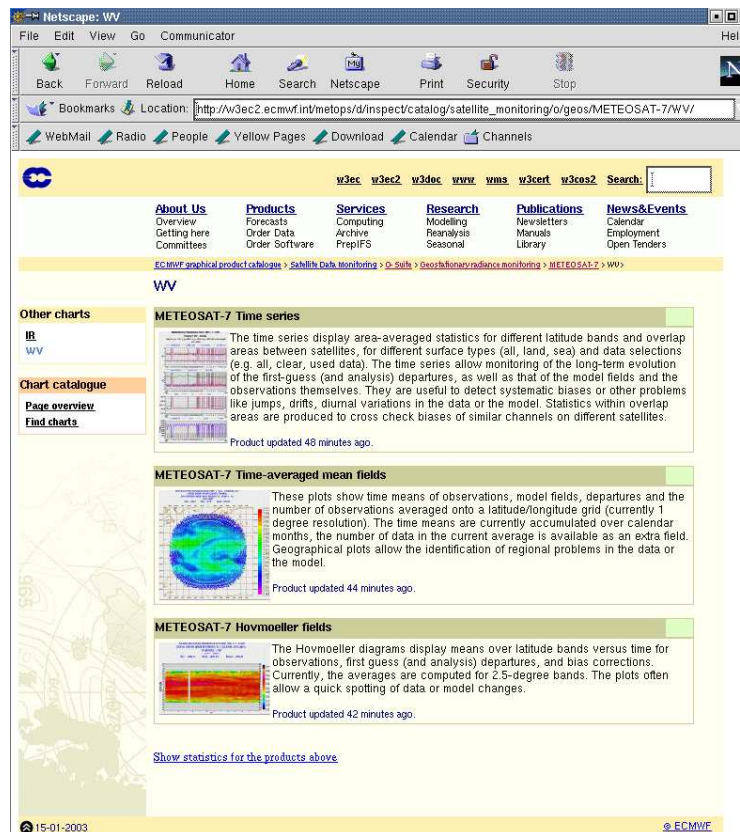 Netscape: WV
File Edit View Go Communicator Hel
Back Forward Reload Home Search Netscape Print Security Stop
My
N
Bookmarks Location: http://w3ec2.ecmwf.int/metops/d/inspect/catalog/satellite_monitoring/o/geos/METEOSAT-7/WV/
WebMail Radio People Yellow Pages Download Calendar Channels
w3ec w3ec2 w3doc www wms w3cert w3cos2 Search:
About Us Products Services Research Publications News&Events
Overview Forecasts Computing Modelling Newsletters Calendar
Getting here Order Data Archive Reanalysis Manuals Employment
Committees Order Software PrepIFS Seasonal Library Open Tenders
ECMWF graphical product catalogue > Satellite Data Monitoring > O- Suite > Geostationary radiance monitoring > METEOSAT-7 > WV>
WV
Other charts
IR
WV
Chart catalogue
Page overview
Find charts
METEOSAT-7 Time series
The time series display area-averaged statistics for different latitude bands and overlap
areas between satellites, for different surface types (all, land, sea) and data selections
(e.g. all, clear, used data). The time series allow monitoring of the long-term evolution
of the first-guess (and analysis) departures, as well as that of the model fields and the
observations themselves. They are useful to detect systematic biases or other problems
like jumps, drifts, diurnal variations in the data or the model. Statistics within overlap
areas are produced to cross check biases of similar channels on different satellites.
Product updated 48 minutes ago.
METEOSAT-7 Time-averaged mean fields
These plots show time means of observations, model fields, departures and the
number of observations averaged onto a latitude/longitude grid (currently 1
degree resolution). The time means are currently accumulated over calendar
months, the number of data in the current average is available as an extra field.
Geographical plots allow the identification of regional problems in the data or
the model.
Product updated 44 minutes ago.
METEOSAT-7 Hovmoeller fields
The Hovmoeller diagrams display means over latitude bands versus time for
observations, first guess (and analysis) departures, and bias corrections.
Currently, the averages are computed for 2.5-degree bands. The plots often
allow a quick spotting of data or model changes.
Product updated 42 minutes ago.
Show statistics for the products above
965
15-01-2003 © ECMWF